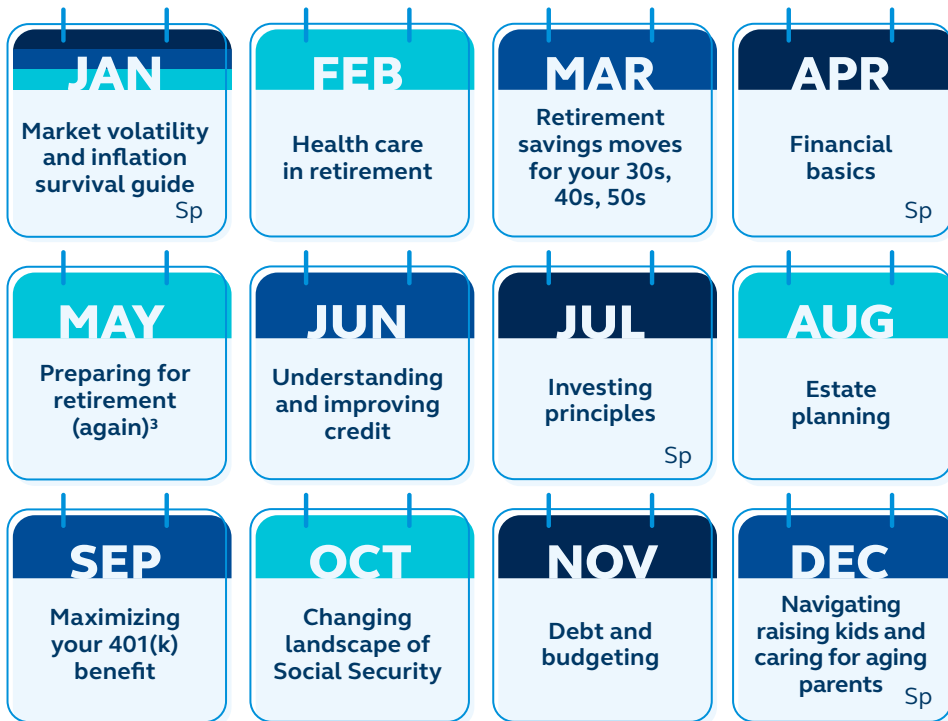 JAN
Market volatility
and inflation
survival guide
Sp
FEB
Health care
in retirement
MAR
Retirement
savings moves
for your 30s,
40s, 50s
APR
Financial
basics
Sp
MAY
Preparing for
retirement
(again)³
JUN
Understanding
and improving
credit
JUL
Investing
principles
Sp
AUG
Estate
planning
SEP
Maximizing
your 401(k)
benefit
OCT
Changing
landscape of
Social Security
NOV
Debt and
budgeting
DEC
Navigating
raising kids and
caring for aging
parents
Sp